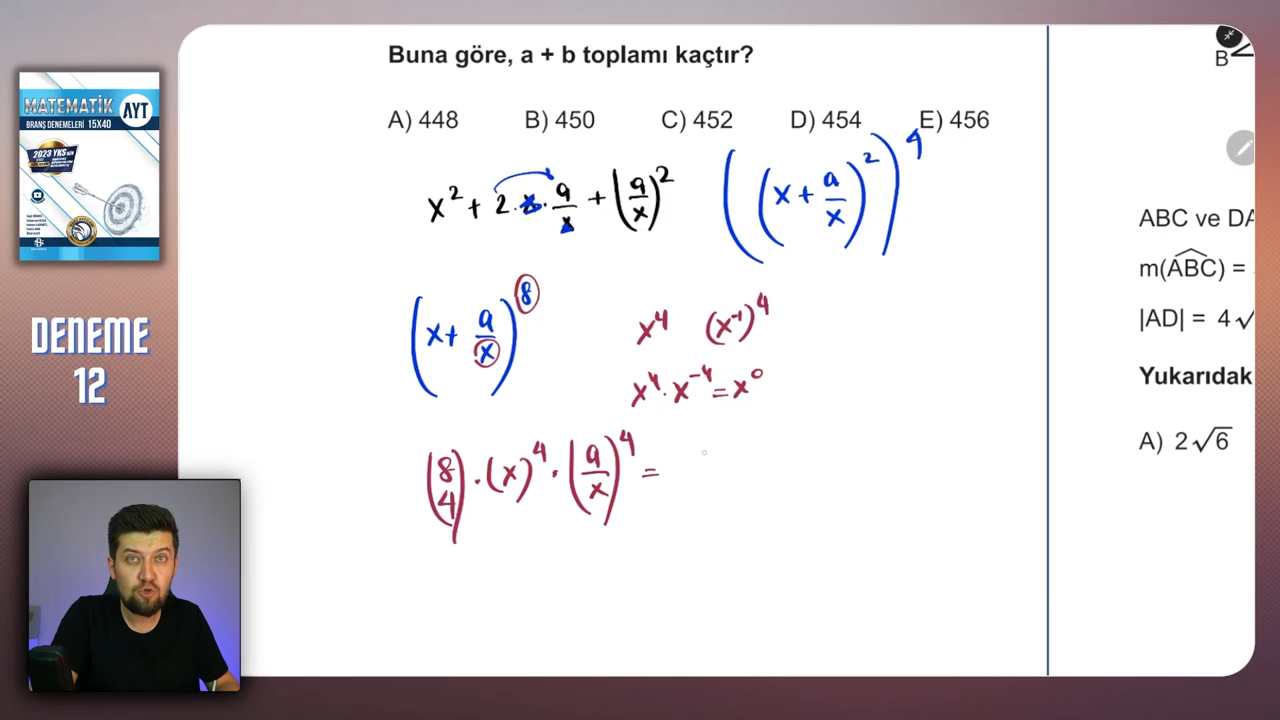 MATEMATİK AYT
BRANŞ DENEMELERİ 15X40
2023 YKS'NİN
DENEME
12
Buna göre, a + b toplamı kaçtır?
A) 448 B) 450 C) 452 D) 454 E) 456
x² + 2 · x · a/x + (a/x)²
((x + a/x)²)⁴
(x + a/x)⁸
x⁴ (x⁻¹)⁴
x⁴ · x⁻⁴ = x⁰
(8 4) · (x)⁴ · (a/x)⁴ =
B
ABC ve DA
m(ABC) =
|AD| = 4√
Yukarıdak
A) 2√6